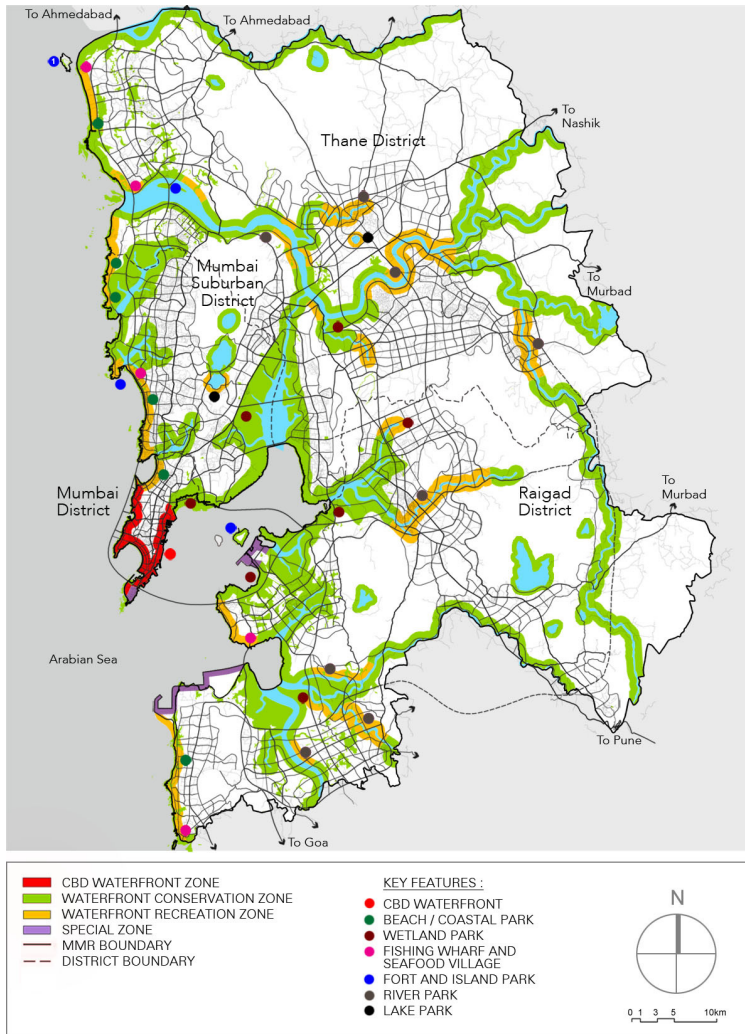 To Ahmedabad
To Ahmedabad
1
To
Nashik
Thane District
Mumbai
Suburban
District
To
Murbad
Mumbai
District
Raigad
District
To
Murbad
Arabian Sea
To Pune
To Goa
CBD WATERFRONT ZONE
WATERFRONT CONSERVATION ZONE
WATERFRONT RECREATION ZONE
SPECIAL ZONE
MMR BOUNDARY
DISTRICT BOUNDARY
KEY FEATURES :
CBD WATERFRONT
BEACH / COASTAL PARK
WETLAND PARK
FISHING WHARF AND
SEAFOOD VILLAGE
FORT AND ISLAND PARK
RIVER PARK
LAKE PARK
N
0 1 3 5 10km